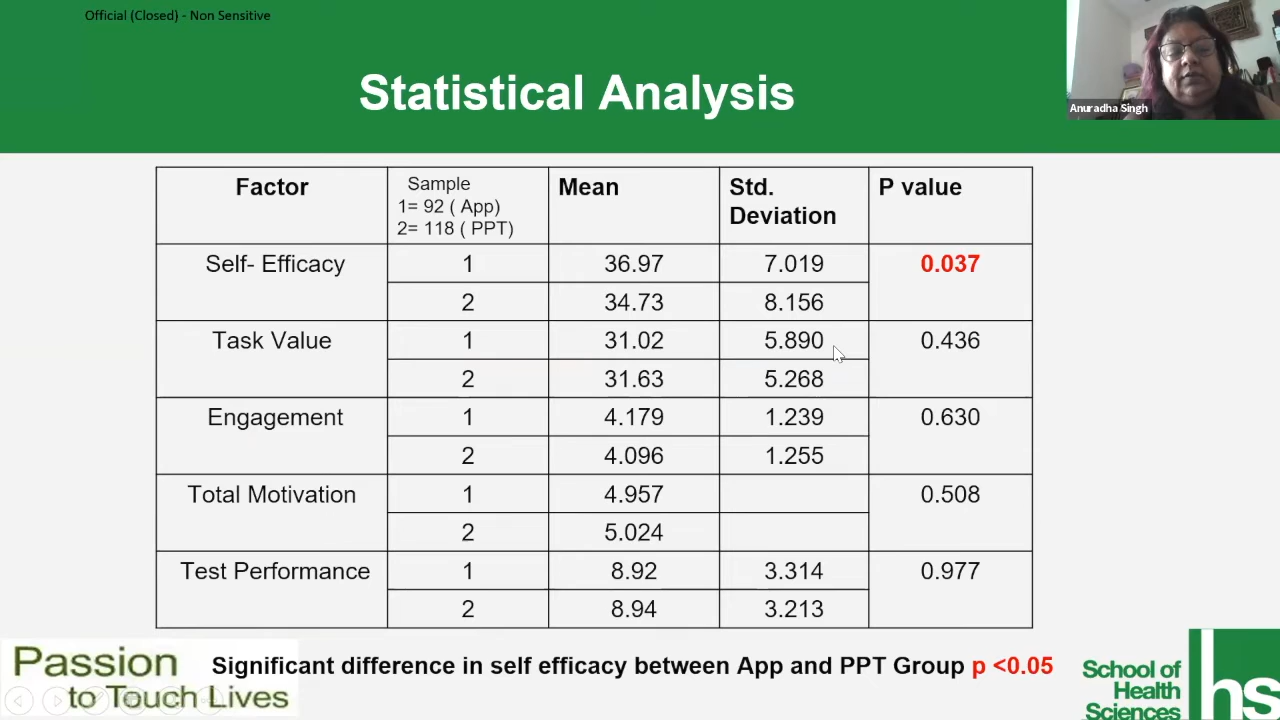 Official (Closed) - Non Sensitive
Statistical Analysis
Anuradha Singh
Factor Sample 1= 92 ( App) 2= 118 ( PPT) Mean Std. Deviation P value
Self- Efficacy 1 36.97 7.019 0.037
2 34.73 8.156
Task Value 1 31.02 5.890 0.436
2 31.63 5.268
Engagement 1 4.179 1.239 0.630
2 4.096 1.255
Total Motivation 1 4.957 0.508
2 5.024
Test Performance 1 8.92 3.314 0.977
2 8.94 3.213
Significant difference in self efficacy between App and PPT Group p <0.05
Passion
to Touch Lives
School of
Health
Sciences
hs